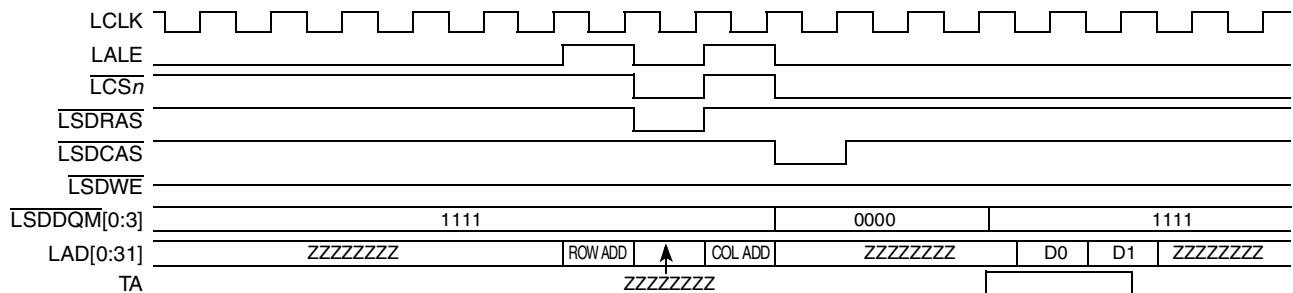 LCLK
LALE
LCSn
LSDRAS
LSDCAS
LSDWE
LSDDQM[0:3] 1111 0000 1111
LAD[0:31] ZZZZZZZZ ROW ADD COL ADD ZZZZZZZZ D0 D1 ZZZZZZZZ
TA ZZZZZZZZ